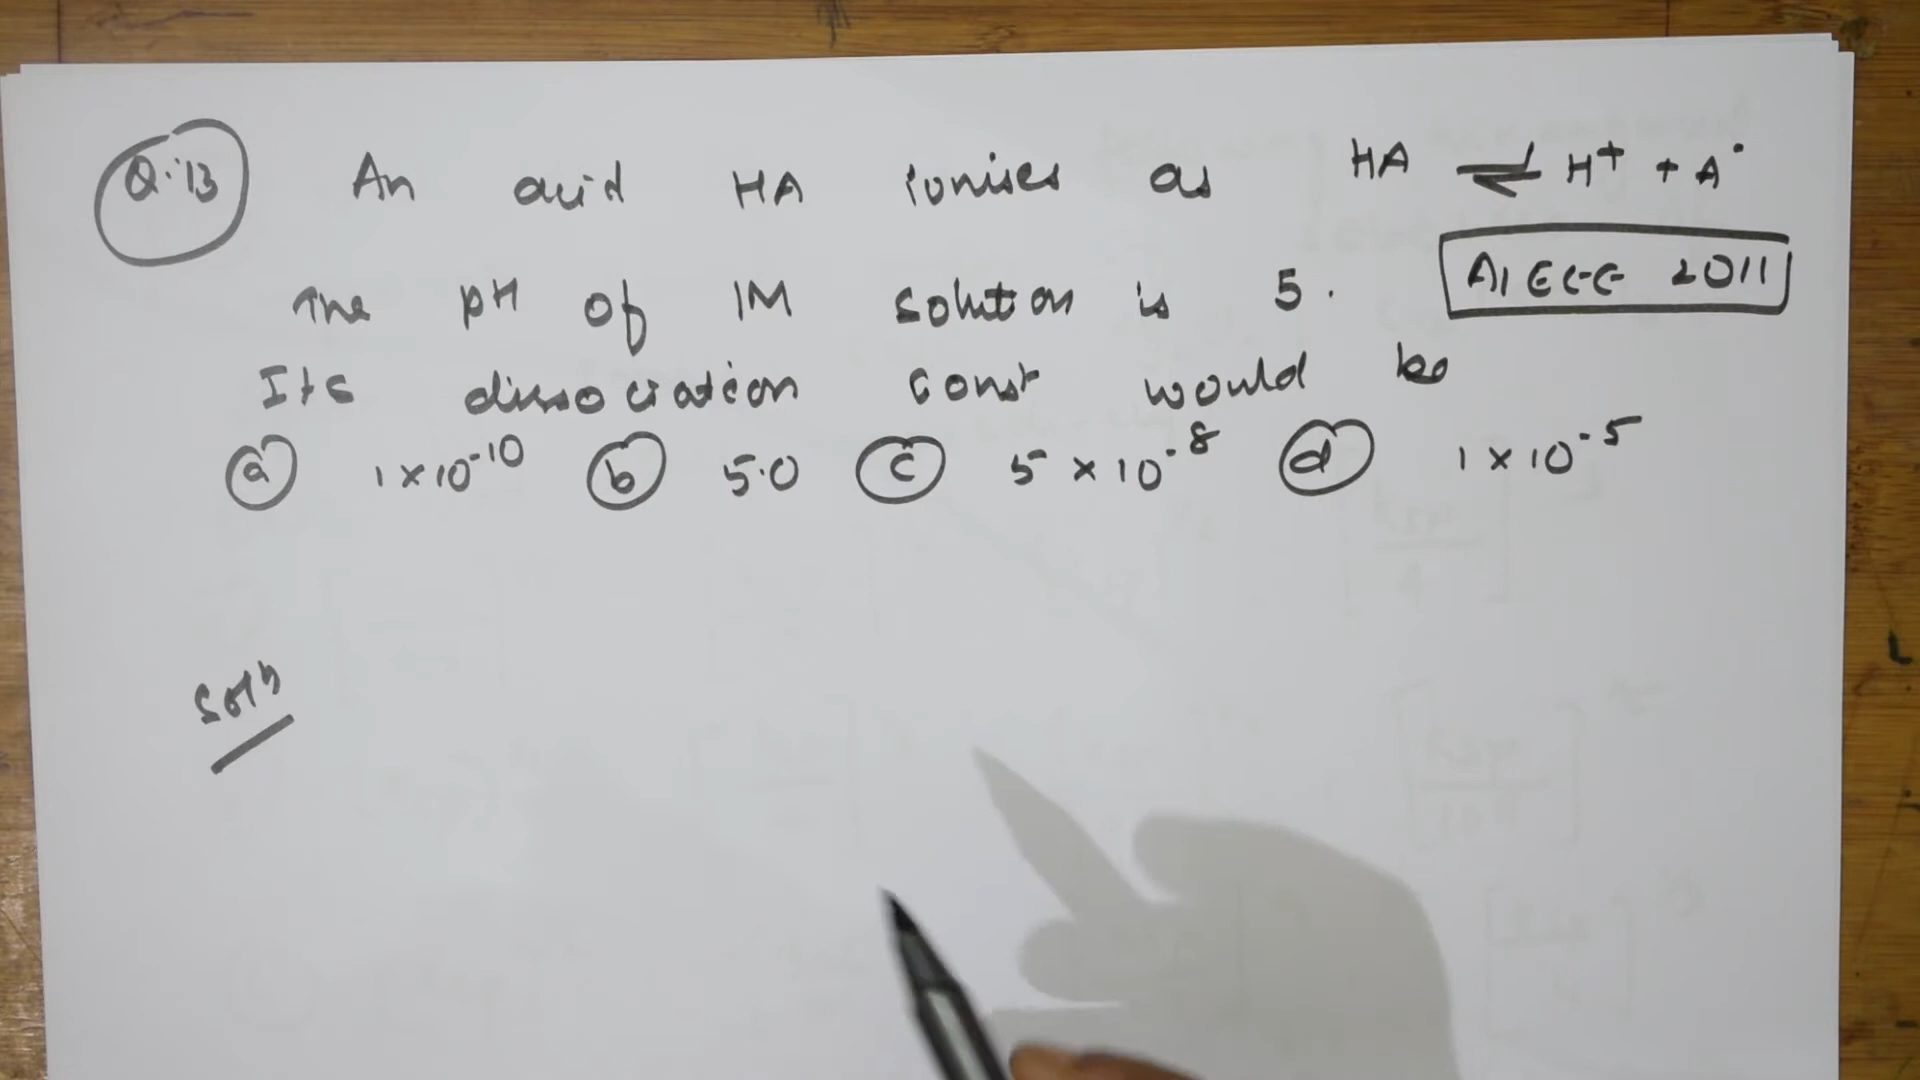 Q.13 An acid HA ionises as HA ⇌ H⁺ + A⁻
The pH of 1M solution is 5.
AIEEE 2011
Its dissociation const would be
(a) 1 × 10⁻¹⁰ (b) 5.0 (c) 5 × 10⁻⁸ (d) 1 × 10⁻⁵
Soln